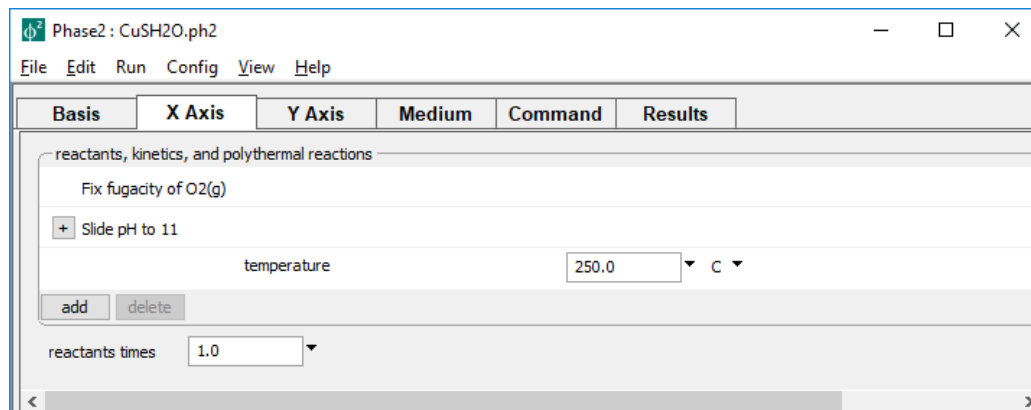 ϕ² Phase2 : CuSH2O.ph2
File Edit Run Config View Help
Basis X Axis Y Axis Medium Command Results
reactants, kinetics, and polythermal reactions
Fix fugacity of O2(g)
+ Slide pH to 11
temperature 250.0 C
add delete
reactants times 1.0